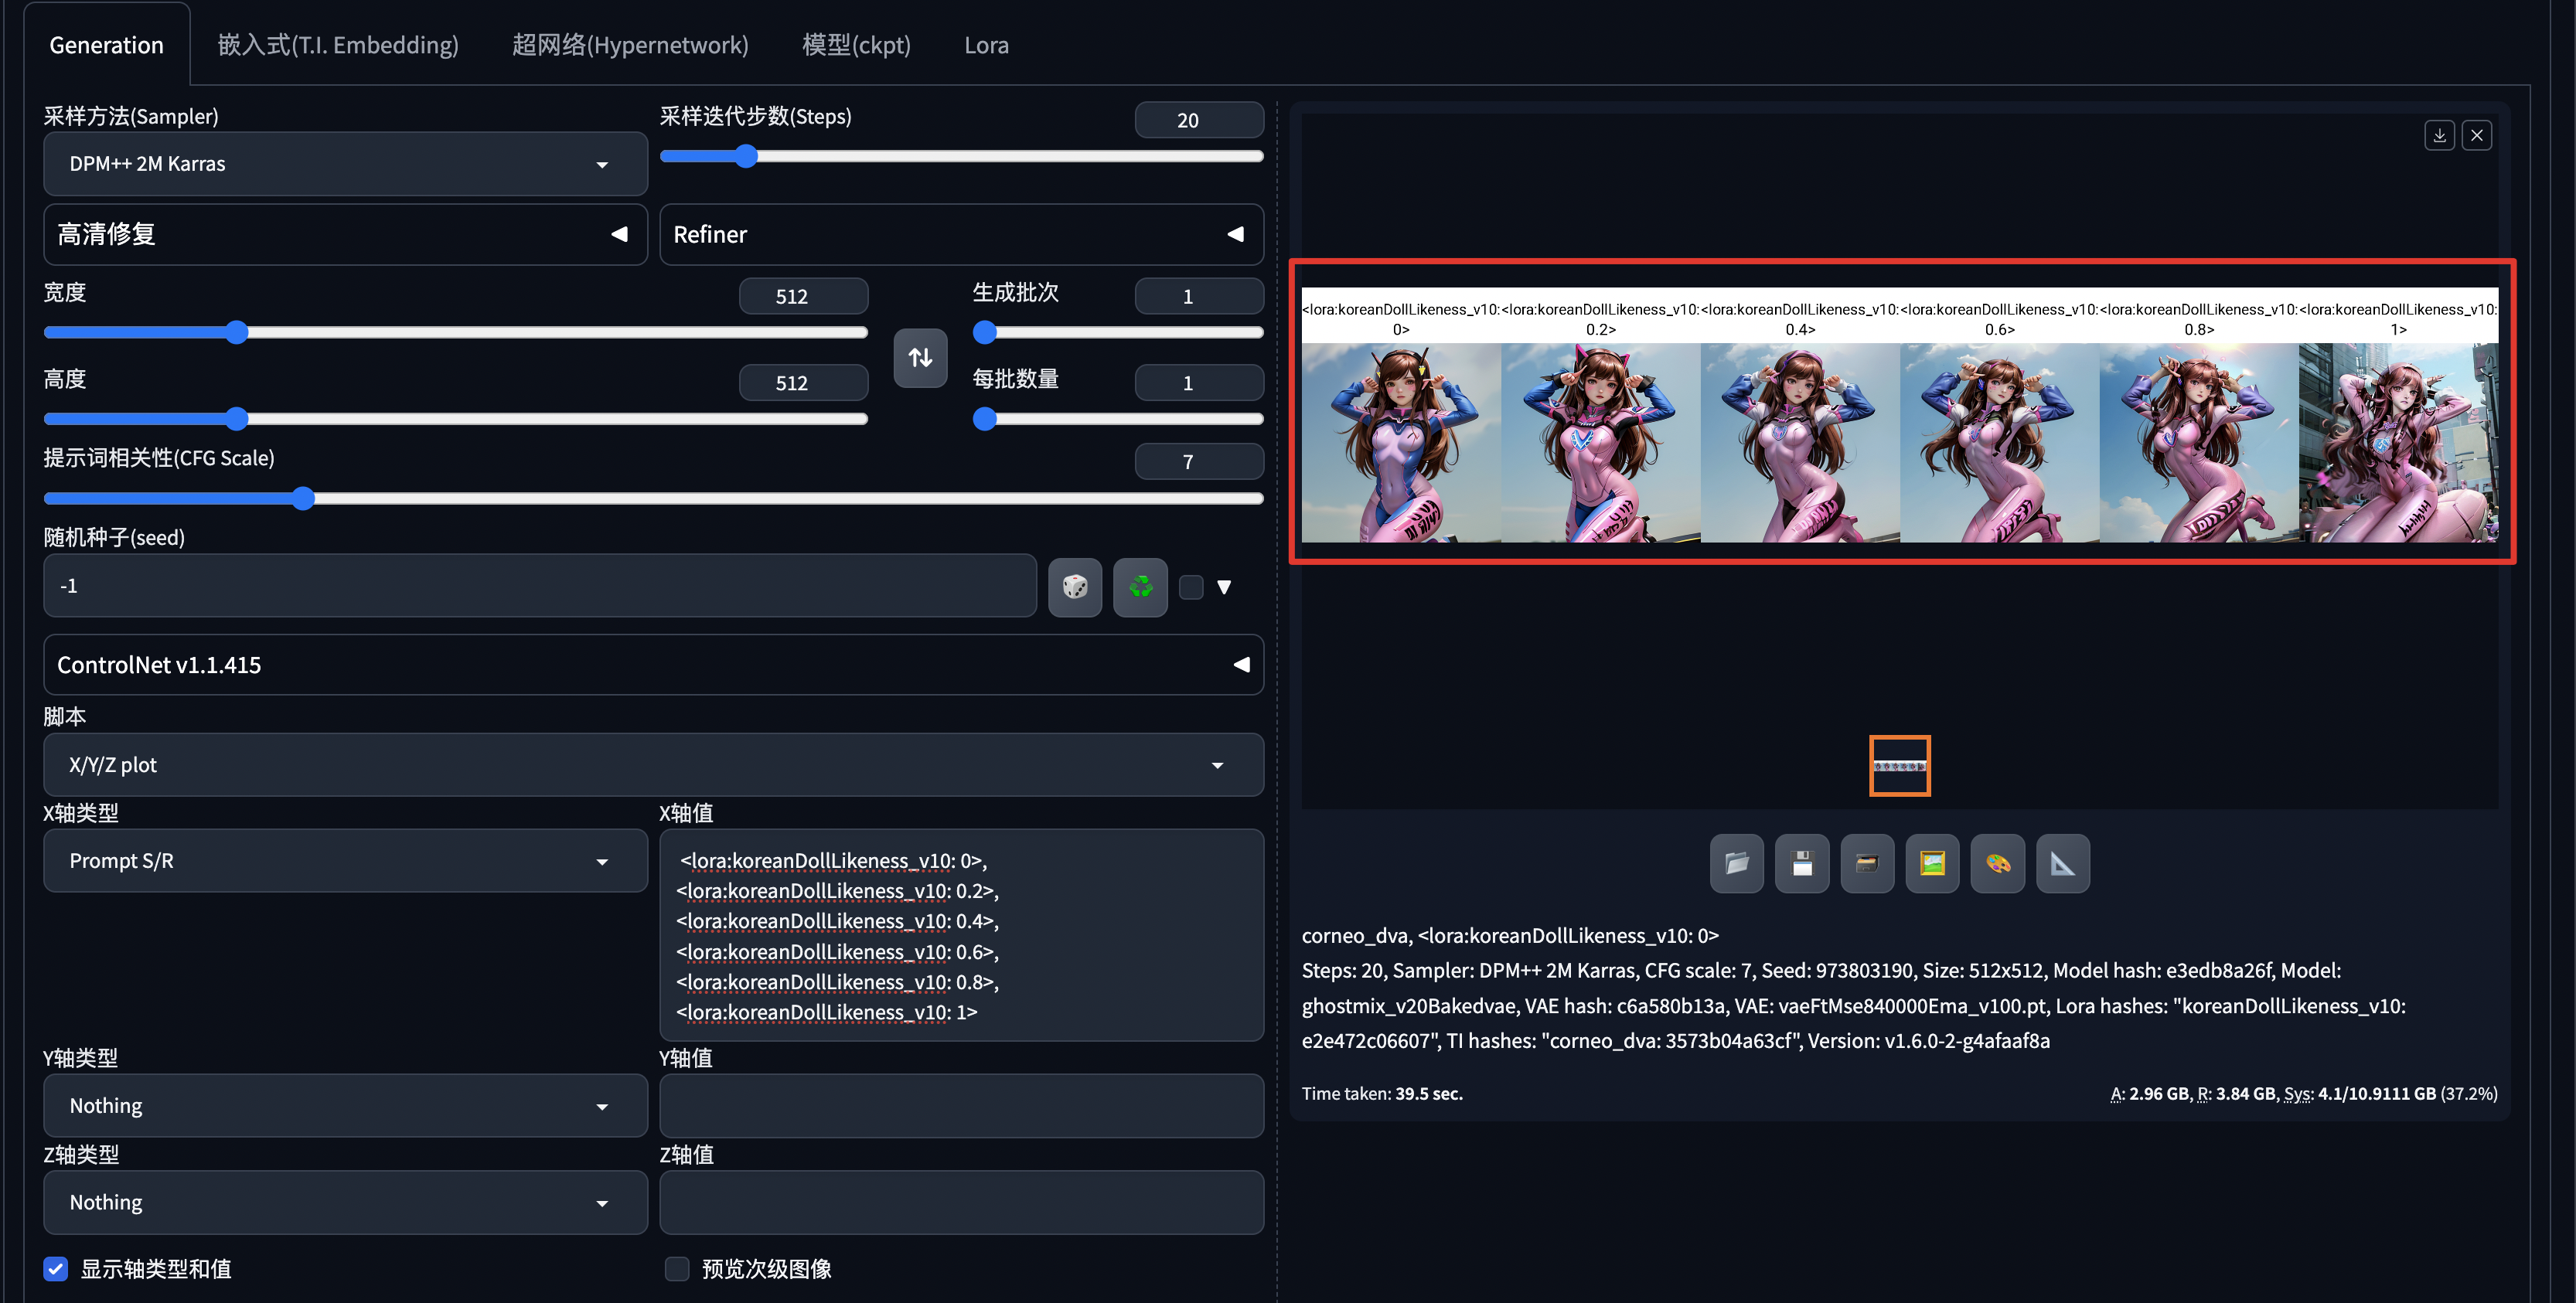 Generation
嵌入式(T.I. Embedding)
超网络(Hypernetwork)
模型(ckpt)
Lora
采样方法(Sampler)
DPM++ 2M Karras
采样迭代步数(Steps)
20
高清修复
Refiner
宽度
512
生成批次
1
高度
512
每批数量
1
提示词相关性(CFG Scale)
7
随机种子(seed)
-1
ControlNet v1.1.415
脚本
X/Y/Z plot
X轴类型
Prompt S/R
X轴值
<lora:koreanDollLikeness_v10: 0>,
<lora:koreanDollLikeness_v10: 0.2>,
<lora:koreanDollLikeness_v10: 0.4>,
<lora:koreanDollLikeness_v10: 0.6>,
<lora:koreanDollLikeness_v10: 0.8>,
<lora:koreanDollLikeness_v10: 1>
Y轴类型
Nothing
Y轴值
Z轴类型
Nothing
Z轴值
显示轴类型和值
预览次级图像
<lora:koreanDollLikeness_v10:
0>
<lora:koreanDollLikeness_v10:
0.2>
<lora:koreanDollLikeness_v10:
0.4>
<lora:koreanDollLikeness_v10:
0.6>
<lora:koreanDollLikeness_v10:
0.8>
<lora:koreanDollLikeness_v10:
1>
corneo_dva, <lora:koreanDollLikeness_v10: 0>
Steps: 20, Sampler: DPM++ 2M Karras, CFG scale: 7, Seed: 973803190, Size: 512x512, Model hash: e3edb8a26f, Model:
ghostmix_v20Bakedvae, VAE hash: c6a580b13a, VAE: vaeFtMse840000Ema_v100.pt, Lora hashes: "koreanDollLikeness_v10:
e2e472c06607", TI hashes: "corneo_dva: 3573b04a63cf", Version: v1.6.0-2-g4afaaf8a
Time taken: 39.5 sec.
A: 2.96 GB, R: 3.84 GB, Sys: 4.1/10.9111 GB (37.2%)